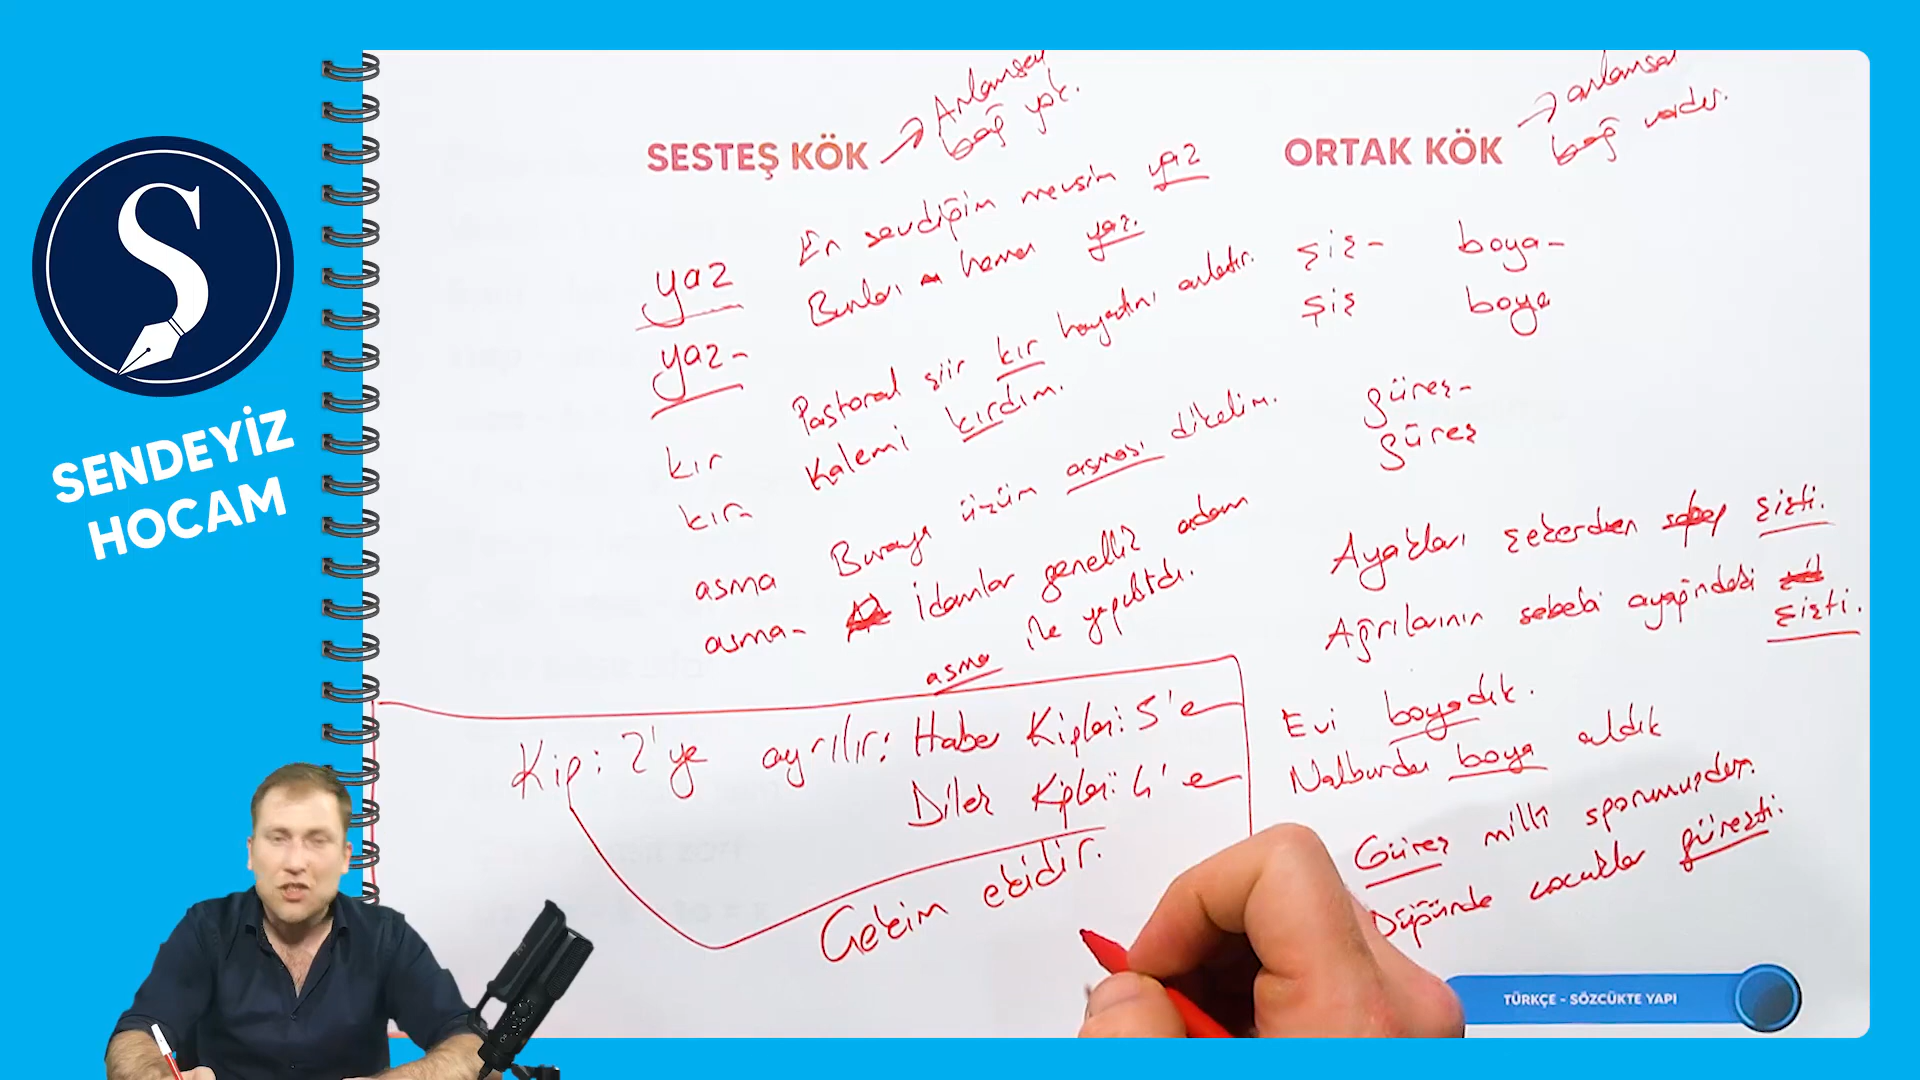 SENDEYİZ
HOCAM
SESTEŞ KÖK
Anlamsal
bağ yok.
yaz
En sevdiğim mevsim yaz
Bunları hemen yaz.
yaz-
kır
Pastoral şiir kır hayatını anlatır.
kır-
Kalemi kırdım.
asma
Buraya üzüm asması dikelim.
asma-
İdamlar genellik adam
asma ile yapıldı.
Kip: 2'ye ayrılır: Haber Kipleri: 5'e
Dilek Kipleri: 4'e
Çekim ekidir.
ORTAK KÖK
anlamsal
bağ vardır.
şiş- boya-
şiş boya
güreş-
güreş
Ayakları şekerden şişti.
Ağrılarının sebebi ayağındaki
şişti.
Evi boyadık.
Nalburdan boya aldık
Güreş milli sporumuzdur.
Düğünde çocuklar güreşti.
TÜRKÇE - SÖZCÜKTE YAPI